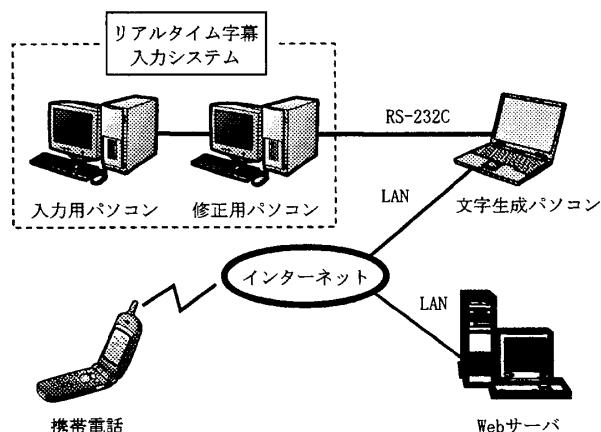 リアルタイム字幕
入力システム
RS-232C
入力用パソコン
修正用パソコン
文字生成パソコン
LAN
インターネット
LAN
携帯電話
Webサーバ